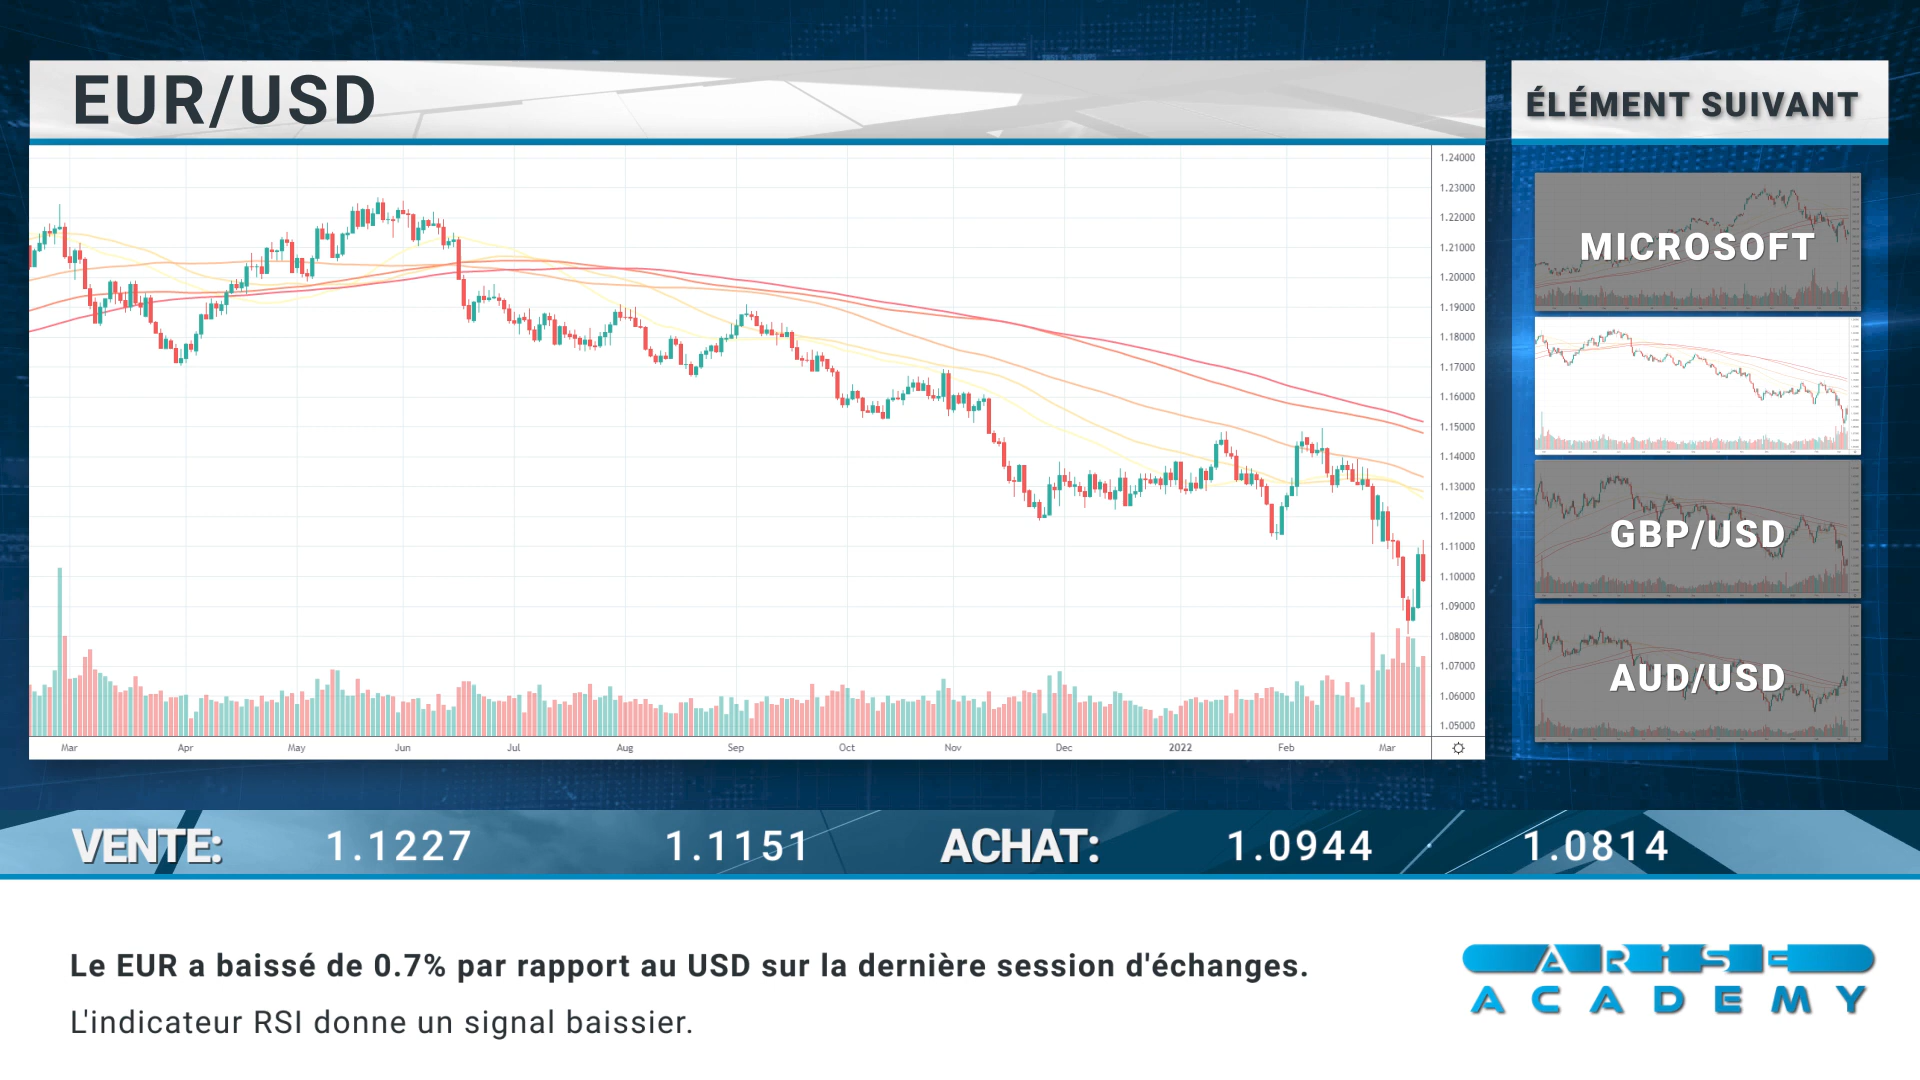 EUR/USD
ÉLÉMENT SUIVANT
1.24000
1.23000
1.22000
1.21000
1.20000
1.19000
1.18000
1.17000
1.16000
1.15000
1.14000
1.13000
1.12000
1.11000
1.10000
1.09000
1.08000
1.07000
1.06000
1.05000
Mar Apr May Jun Jul Aug Sep Oct Nov Dec 2022 Feb Mar
MICROSOFT
GBP/USD
AUD/USD
VENTE: 1.1227 1.1151 ACHAT: 1.0944 1.0814
Le EUR a baissé de 0.7% par rapport au USD sur la dernière session d'échanges.
L'indicateur RSI donne un signal baissier.
ARiSE
ACADEMY